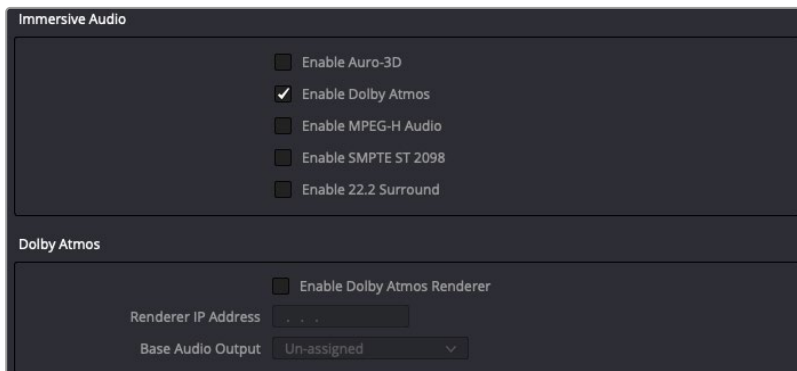 Immersive Audio
Enable Auro-3D
Enable Dolby Atmos
Enable MPEG-H Audio
Enable SMPTE ST 2098
Enable 22.2 Surround
Dolby Atmos
Enable Dolby Atmos Renderer
Renderer IP Address . . .
Base Audio Output Un-assigned